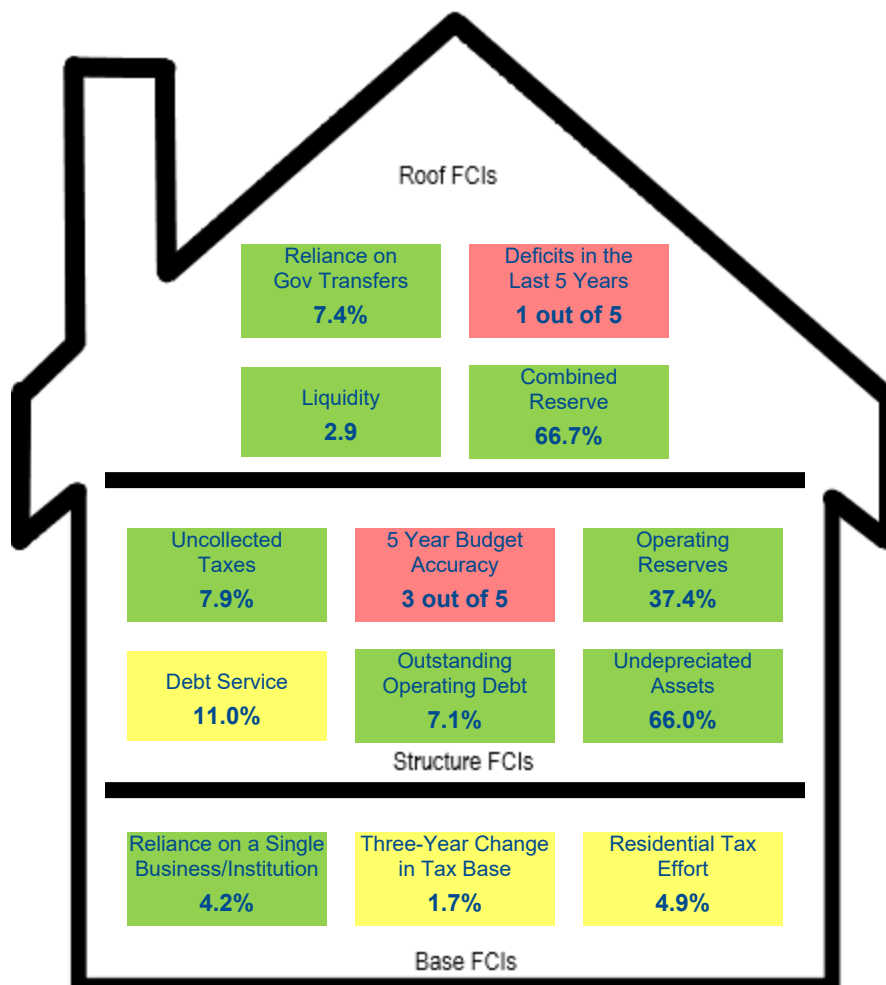 Roof FCIs
Reliance on
Gov Transfers
7.4%
Deficits in the
Last 5 Years
1 out of 5
Liquidity
2.9
Combined
Reserve
66.7%
Uncollected
Taxes
7.9%
5 Year Budget
Accuracy
3 out of 5
Operating
Reserves
37.4%
Debt Service
11.0%
Outstanding
Operating Debt
7.1%
Undepreciated
Assets
66.0%
Structure FCIs
Reliance on a Single
Business/Institution
4.2%
Three-Year Change
in Tax Base
1.7%
Residential Tax
Effort
4.9%
Base FCIs